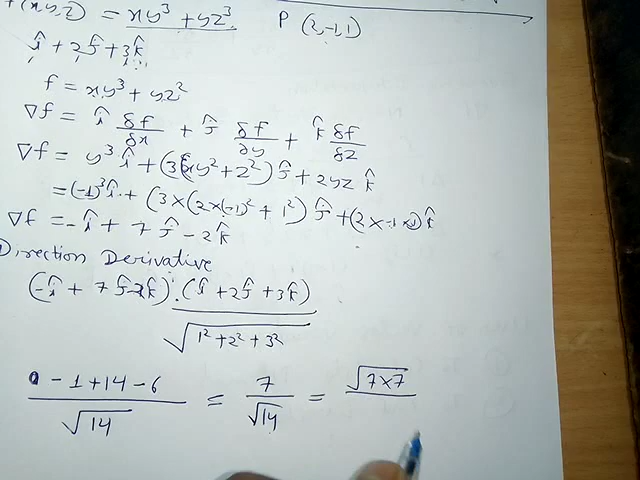 f(x,y,z) = xy³ + yz³ P (2,-1,1)
î + 2ĵ + 3k̂
f = xy³ + yz²
∇f = î δf/δx + ĵ δf/∂y + k̂ δf/δz
∇f = y³ î + (3xy² + z²) ĵ + 2yz k̂
= (-1)³ î + (3×(2×(-1)² + 1²) ĵ + (2×-1×1) k̂
∇f = -î + 7ĵ - 2k̂
Direction Derivative
(-î + 7ĵ - 2k̂) . (î + 2ĵ + 3k̂) / √1² + 2² + 3²
-1 + 14 - 6 / √14 = 7 / √14 = √7×7